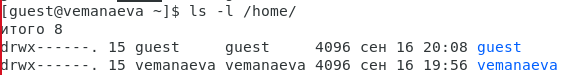 [guest@vemanaeva ~]$ ls -l /home/
итого 8
drwx------. 15 guest     guest     4096 сен 16 20:08 guest
drwx------. 15 vemanaeva vemanaeva 4096 сен 16 19:56 vemanaeva